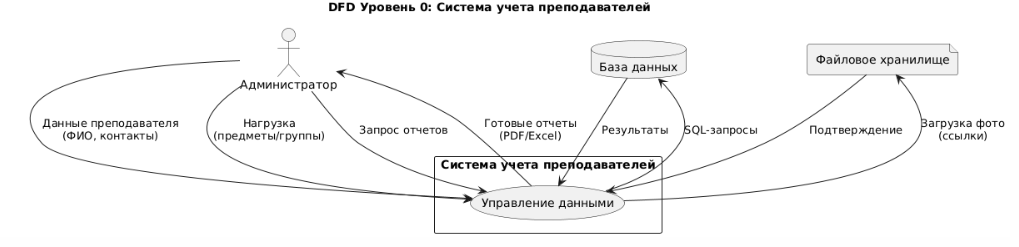 DFD Уровень 0: Система учета преподавателей
Администратор
База данных
Файловое хранилище
Данные преподавателя
(ФИО, контакты)
Нагрузка
(предметы/группы)
Запрос отчетов
Готовые отчеты
(PDF/Excel)
Результаты
SQL-запросы
Подтверждение
Загрузка фото
(ссылки)
Система учета преподавателей
Управление данными